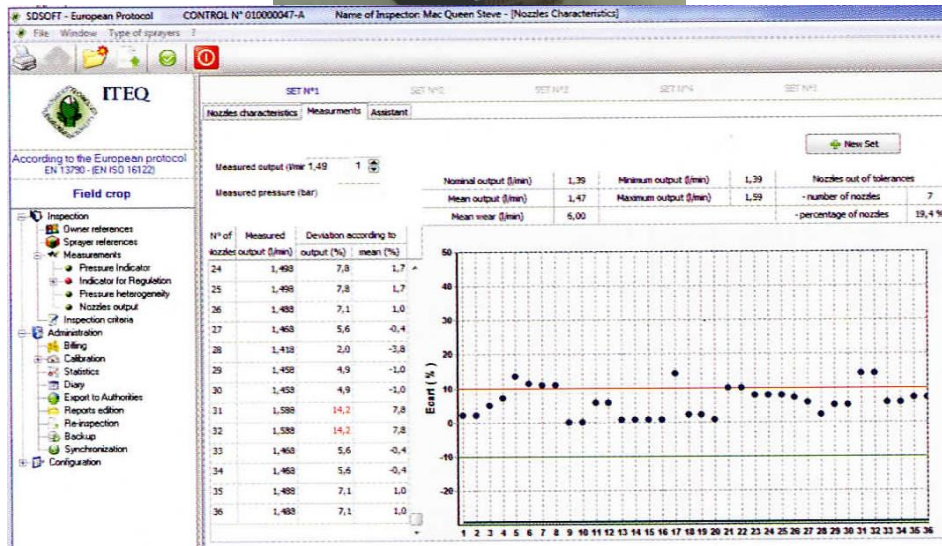 SDSOFT - European Protocol CONTROL N° 010000047-A Name of Inspector: Mac Queen Steve - [Nozzles Characteristics]
File Window Type of sprayers ?
ITEQ
According to the European protocol
EN 13790 - (EN ISO 16122)
Field crop
Inspection
Owner references
Sprayer references
Measurements
Pressure Indicator
Indicator for Regulation
Pressure heterogeneity
Nozzles output
Inspection criteria
Administration
Billing
Calibration
Statistics
Diary
Export to Authorities
Reports edition
Re-inspection
Backup
Synchronization
Configuration
SET N°1 SET N°2 SET N°3 SET N°4 SET N°5
Nozzles characteristics Measurments Assistant
New Set
Measured output (l/min 1,49 1
Measured pressure (bar)
Nominal output (l/min) 1,39 Minimum output (l/min) 1,39 Nozzles out of tolerances
Mean output (l/min) 1,47 Maximum output (l/min) 1,59 - number of nozzles 7
Mean wear (l/min) 6,00 - percentage of nozzles 19,4 %
N° of Measured Deviation according to
Nozzles output (l/min) output (%) mean (%)
24 1,498 7,8 1,7
25 1,498 7,8 1,7
26 1,488 7,1 1,0
27 1,468 5,6 -0,4
28 1,418 2,0 -3,8
29 1,458 4,9 -1,0
30 1,458 4,9 -1,0
31 1,588 14,2 7,8
32 1,588 14,2 7,8
33 1,468 5,6 -0,4
34 1,468 5,6 -0,4
35 1,488 7,1 1,0
36 1,488 7,1 1,0
Ecart ( % )
50
40
30
20
10
0
-10
-20
1 2 3 4 5 6 7 8 9 10 11 12 13 14 15 16 17 18 19 20 21 22 23 24 25 26 27 28 29 30 31 32 33 34 35 36